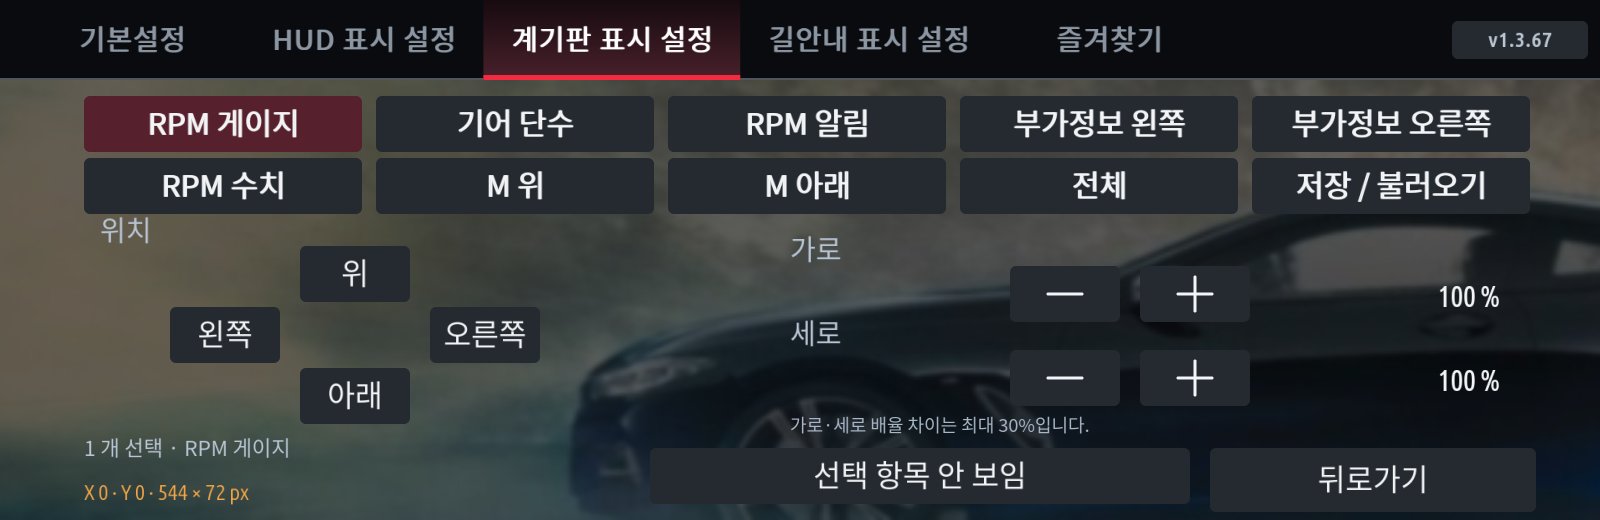 기본설정 HUD 표시 설정 계기판 표시 설정 길안내 표시 설정 즐겨찾기 v1.3.67
RPM 게이지 기어 단수 RPM 알림 부가정보 왼쪽 부가정보 오른쪽
RPM 수치 M 위 M 아래 전체 저장 / 불러오기
위치
위
왼쪽 오른쪽
아래
가로
— + 100 %
세로
— + 100 %
가로·세로 배율 차이는 최대 30%입니다.
1 개 선택 · RPM 게이지
X 0 · Y 0 · 544 × 72 px
선택 항목 안 보임 뒤로가기